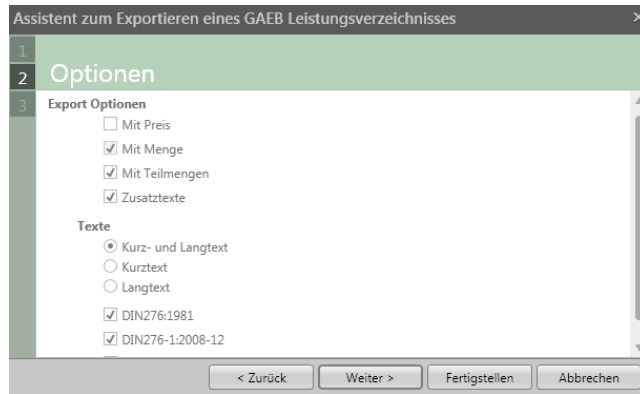 Assistent zum Exportieren eines GAEB Leistungsverzeichnisses
1
2
Optionen
3
Export Optionen
Mit Preis
Mit Menge
Mit Teilmengen
Zusatztexte
Texte
Kurz- und Langtext
Kurztext
Langtext
DIN276:1981
DIN276-1:2008-12
< Zurück
Weiter >
Fertigstellen
Abbrechen